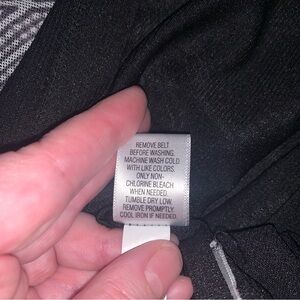 REMOVE BELT
BEFORE WASHING.
MACHINE WASH COLD
WITH LIKE COLORS.
ONLY NON-
CHLORINE BLEACH
WHEN NEEDED.
TUMBLE DRY LOW.
REMOVE PROMPTLY.
COOL IRON IF NEEDED.